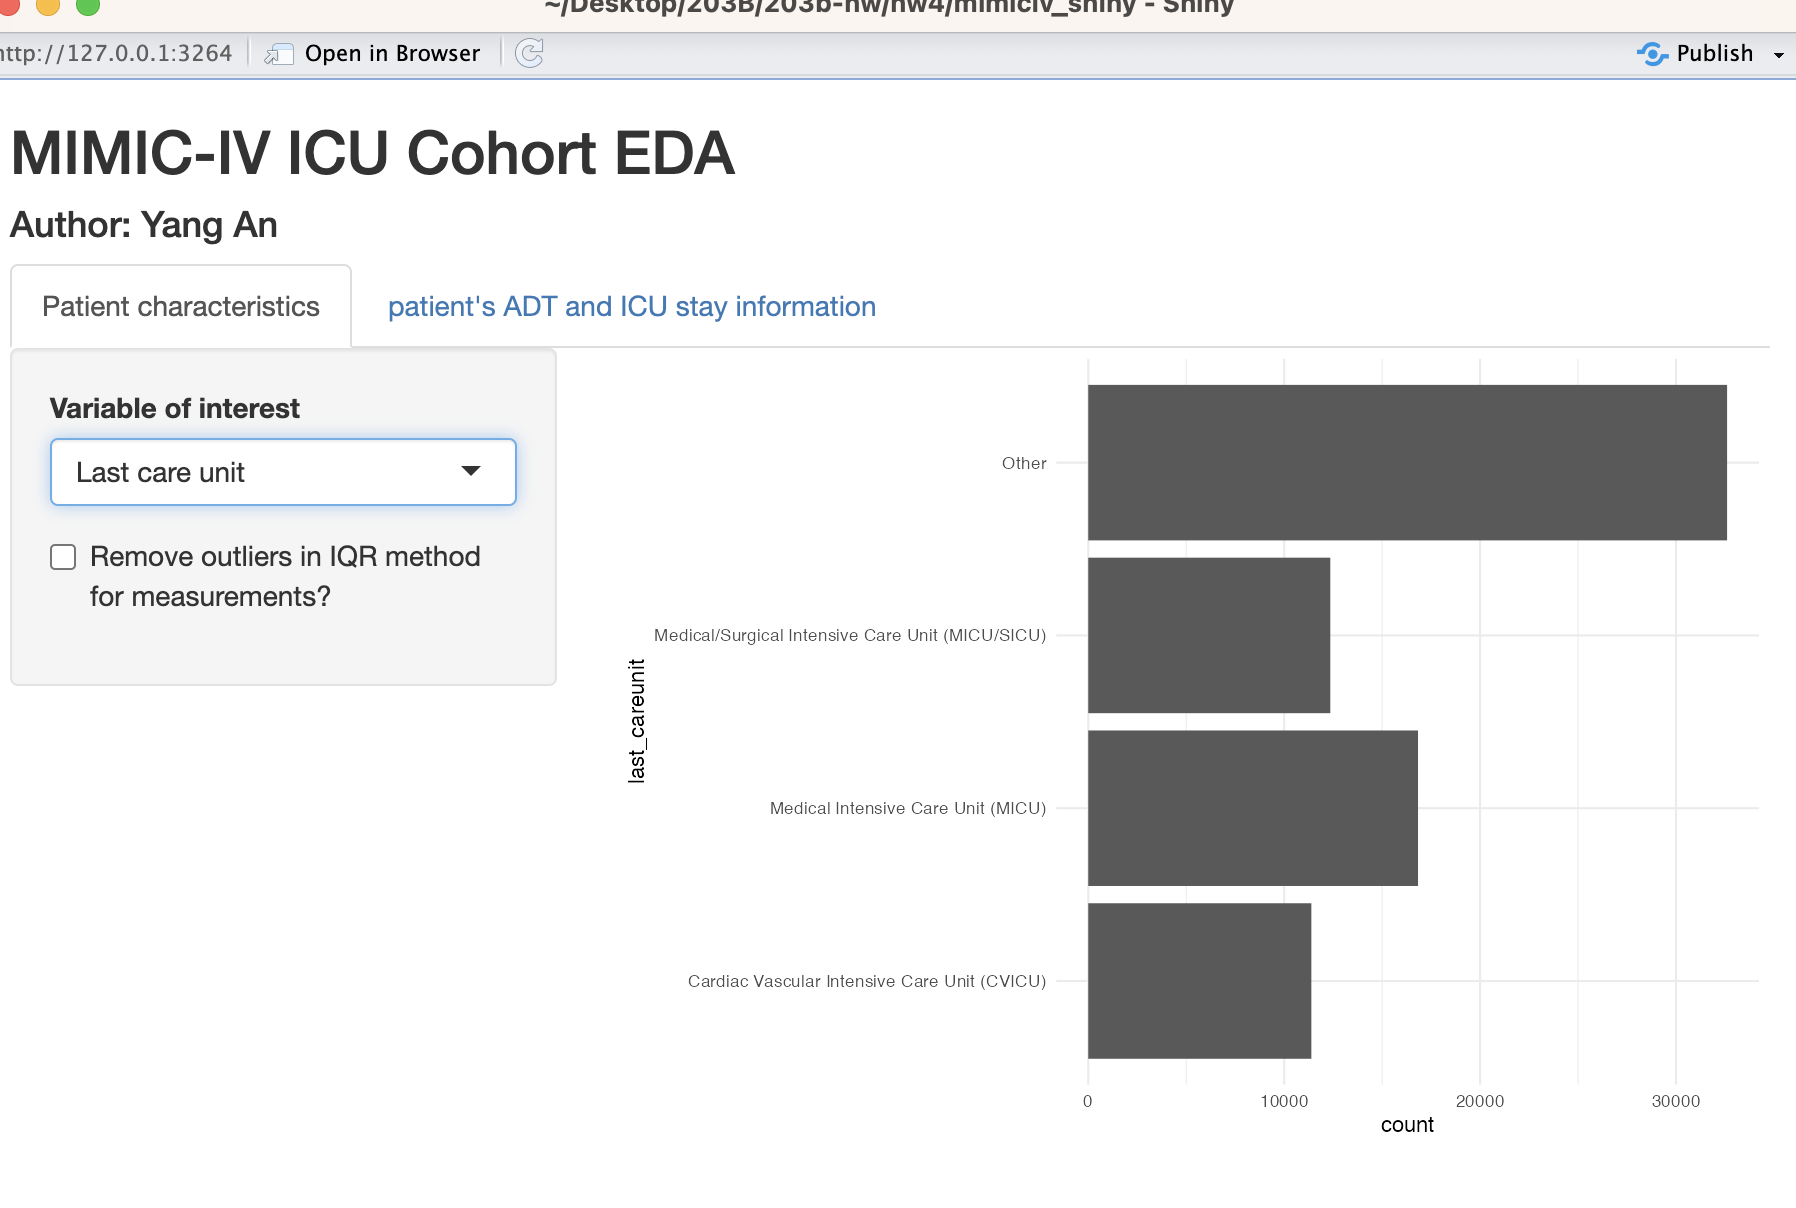 ~/Desktop/203B/203b-hw/hw4/mimiciv_shiny - Shiny
http://127.0.0.1:3264
Open in Browser
Publish
MIMIC-IV ICU Cohort EDA
Author: Yang An
Patient characteristics
patient's ADT and ICU stay information
Variable of interest
Last care unit
Remove outliers in IQR method
for measurements?
Other
Medical/Surgical Intensive Care Unit (MICU/SICU)
last_careunit
Medical Intensive Care Unit (MICU)
Cardiac Vascular Intensive Care Unit (CVICU)
0
10000
20000
30000
count